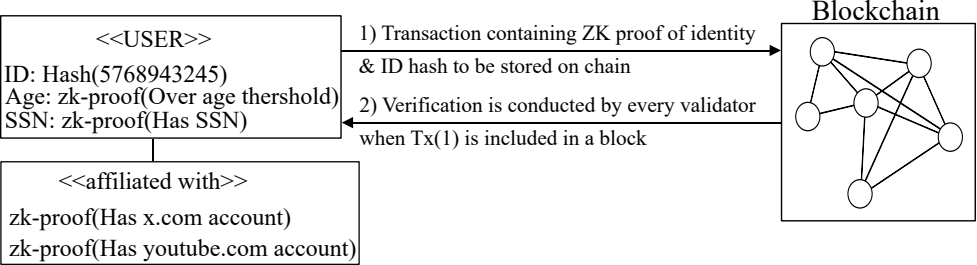 Blockchain
<<USER>>
ID: Hash(5768943245)
Age: zk-proof(Over age thershold)
SSN: zk-proof(Has SSN)
1) Transaction containing ZK proof of identity
& ID hash to be stored on chain
2) Verification is conducted by every validator
when Tx(1) is included in a block
<<affiliated with>>
zk-proof(Has x.com account)
zk-proof(Has youtube.com account)